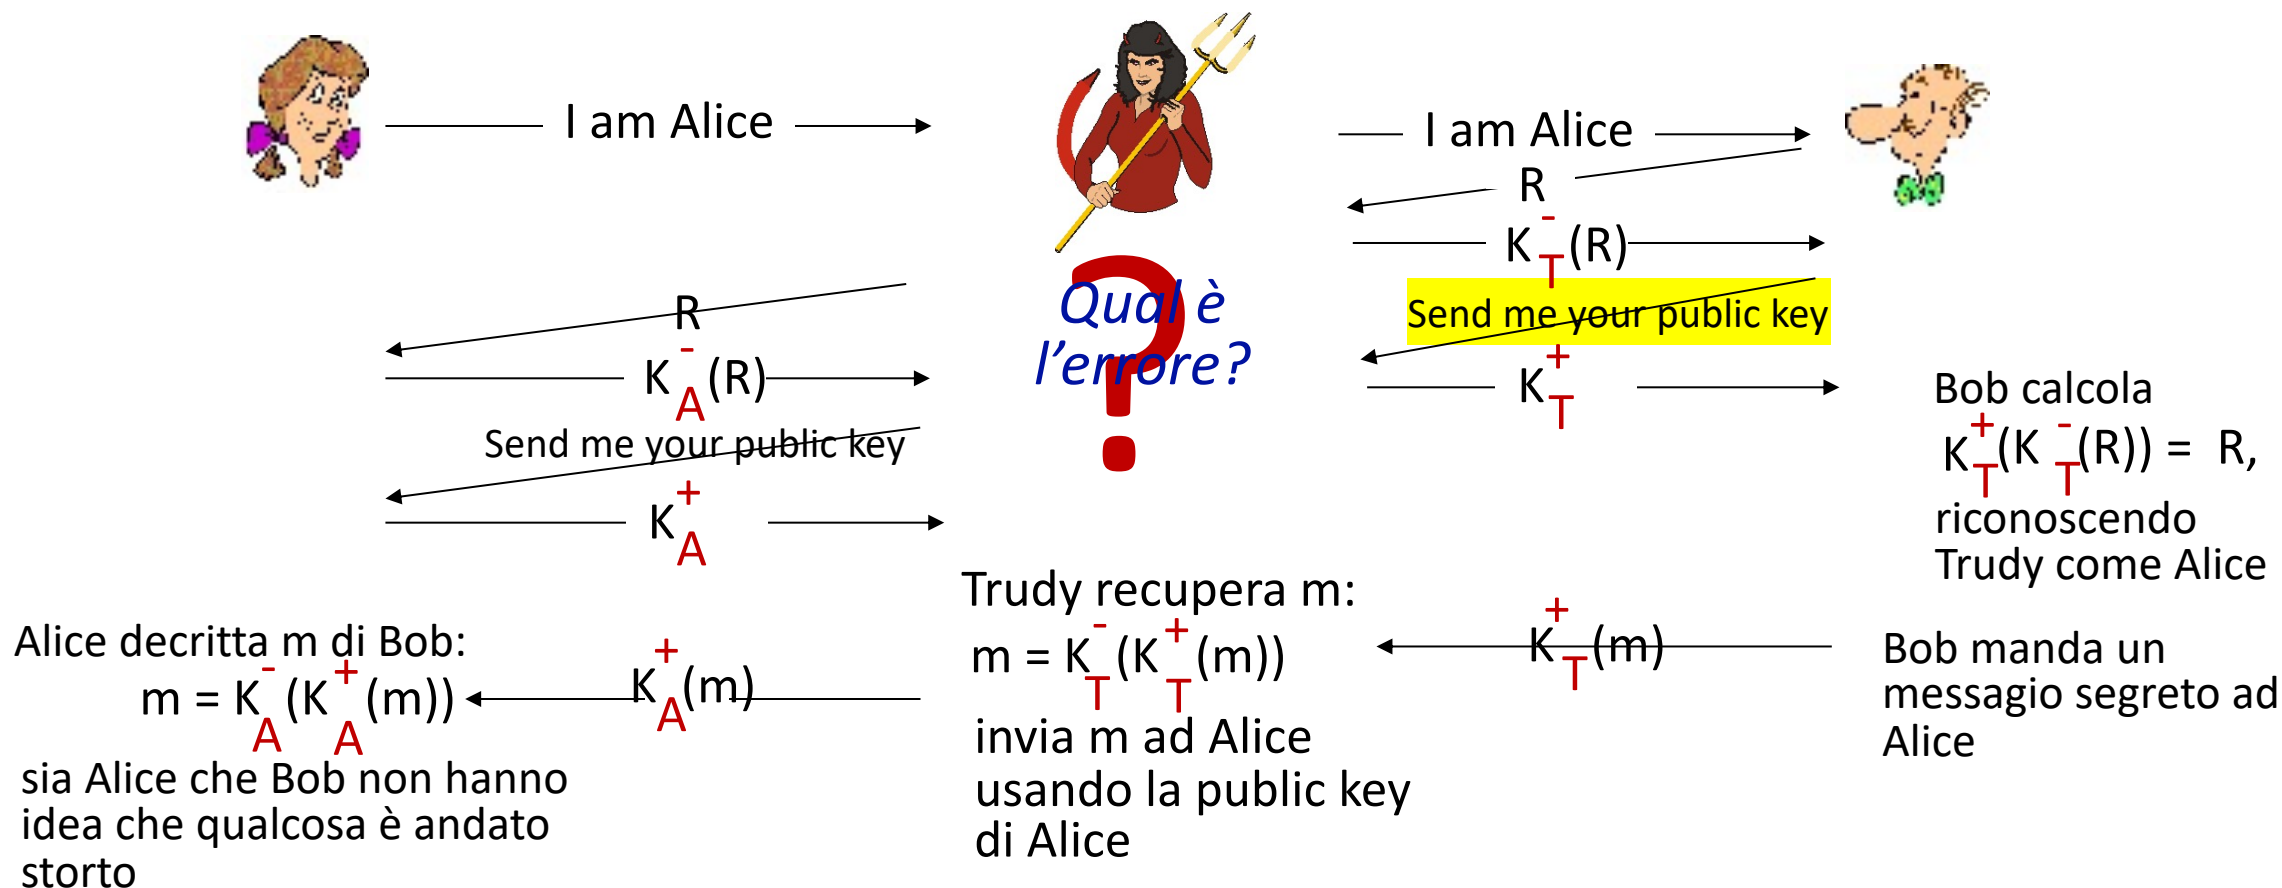 I am Alice
I am Alice
R
K⁻T(R)
Send me your public key
K⁺T
Qual è
l'errore?
?
R
K⁻A(R)
Send me your public key
K⁺A
Bob calcola
K⁺T(K⁻T(R)) = R,
riconoscendo
Trudy come Alice
K⁺T(m)
Bob manda un
messagio segreto ad
Alice
Trudy recupera m:
m = K⁻T(K⁺T(m))
invia m ad Alice
usando la public key
di Alice
K⁺A(m)
Alice decritta m di Bob:
m = K⁻A(K⁺A(m))
sia Alice che Bob non hanno
idea che qualcosa è andato
storto